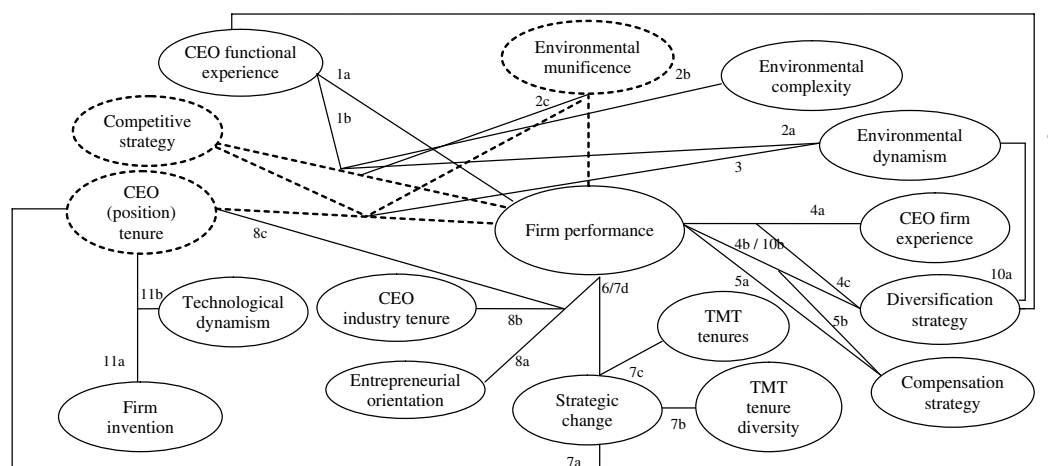 CEO functional
experience
1a
1b
Environmental
munificence
2b
2c
Environmental
complexity
Competitive
strategy
2a
Environmental
dynamism
3
CEO
(position)
tenure
8c
Firm performance
4a
CEO firm
experience
4b / 10b
4c
10a
5a
5b
Diversification
strategy
11b
Technological
dynamism
CEO
industry tenure
8b
6/7d
TMT
tenures
11a
8a
Entrepreneurial
orientation
7c
Strategic
change
7b
TMT
tenure
diversity
Compensation
strategy
Firm
invention
7a